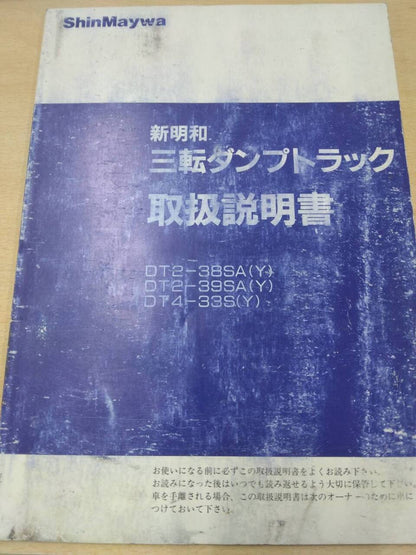 ShinMaywa
新明和
三転ダンプトラック
取扱説明書
DT2-38SA(Y)
DT2-39SA(Y)
DT4-33S(Y)
お使いになる前に必ずこの取扱説明書をよくお読み下さい。
お読みになった後はいつでも読み返せるよう大切に保管して下さい。
車を手離される場合、この取扱説明書は次のオーナーのために車に
つけておいて下さい。